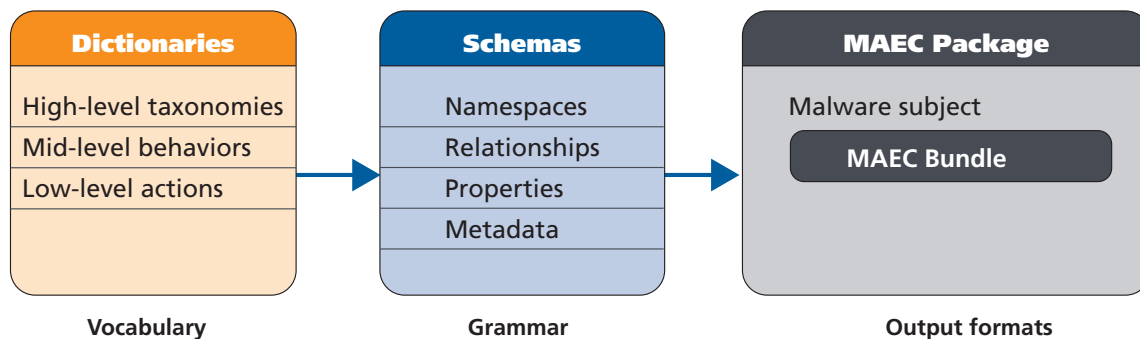 Dictionaries
High-level taxonomies
Mid-level behaviors
Low-level actions
Vocabulary
Schemas
Namespaces
Relationships
Properties
Metadata
Grammar
MAEC Package
Malware subject
MAEC Bundle
Output formats